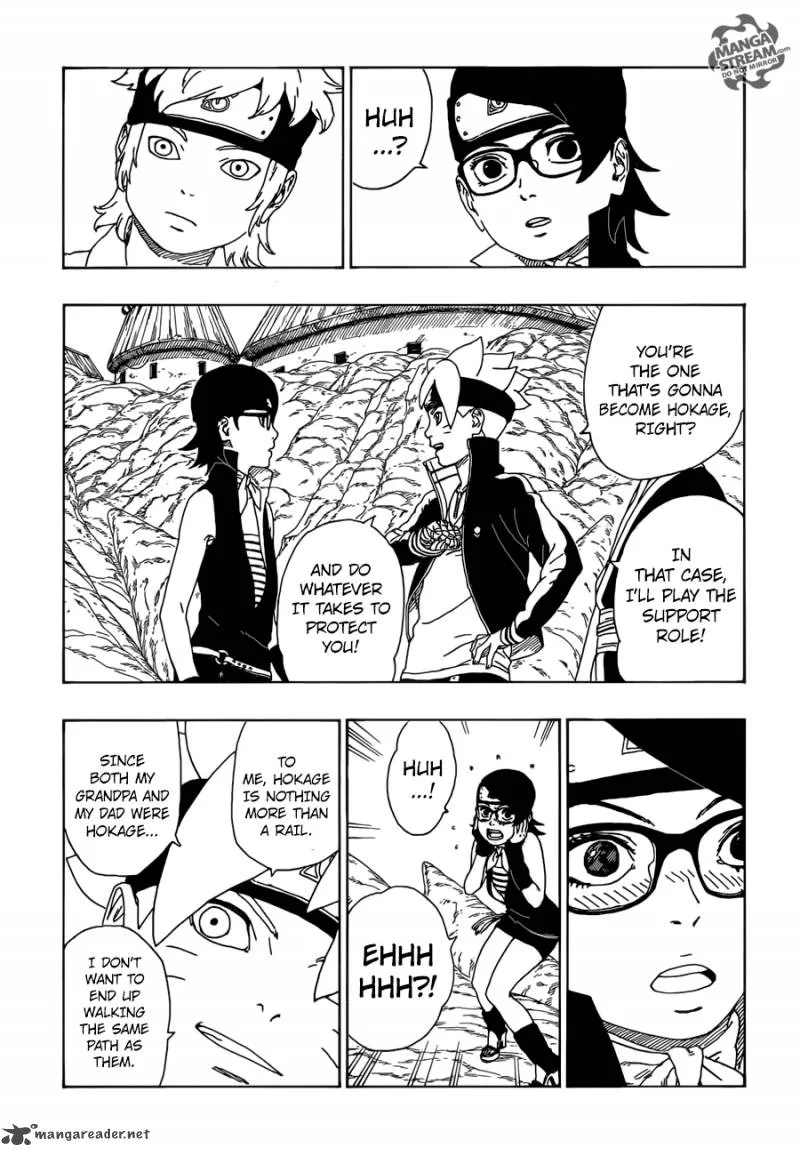 MANGA
-STREAM.com
DO NOT MIRROR
HUH
...?
YOU'RE
THE ONE
THAT'S GONNA
BECOME HOKAGE,
RIGHT?
IN
THAT CASE,
I'LL PLAY THE
SUPPORT
ROLE!
AND DO
WHATEVER
IT TAKES TO
PROTECT
YOU!
HUH
...!
EHHH
HHH?!
TO
ME, HOKAGE
IS NOTHING
MORE THAN
A RAIL.
SINCE
BOTH MY
GRANDPA AND
MY DAD WERE
HOKAGE...
I DON'T
WANT TO
END UP
WALKING
THE SAME
PATH AS
THEM.
mangareader.net